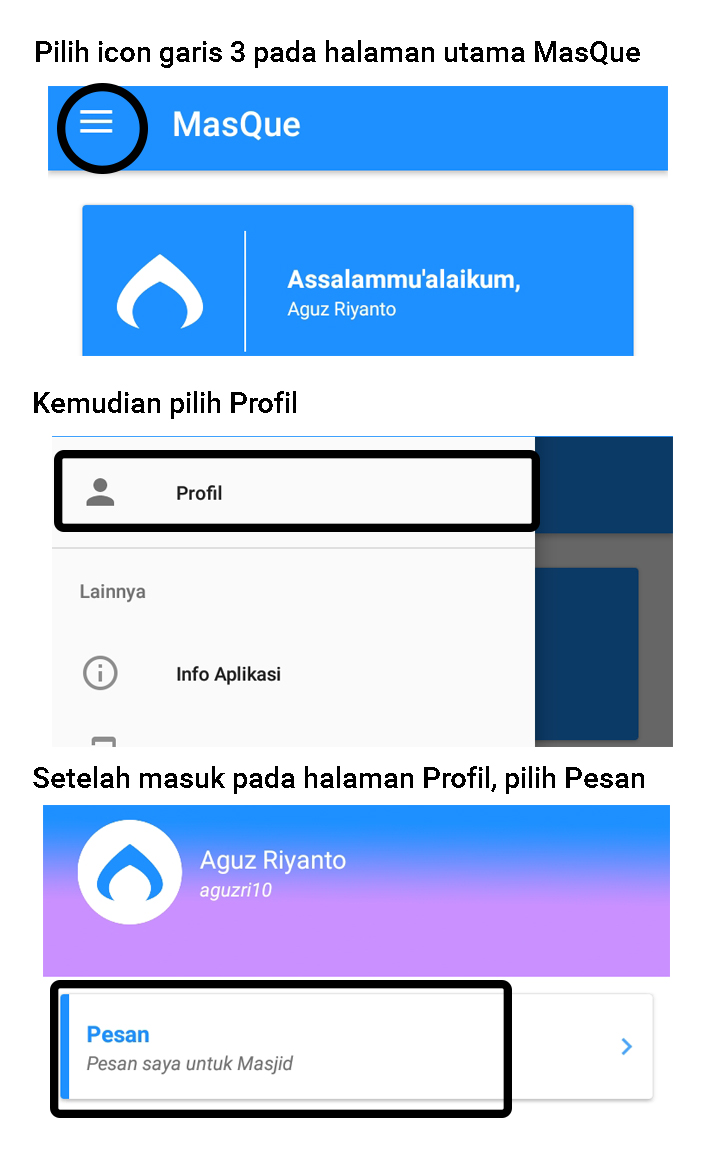 Pilih icon garis 3 pada halaman utama MasQue
MasQue
Assalammu'alaikum,
Aguz Riyanto
Kemudian pilih Profil
Profil
Lainnya
Info Aplikasi
Setelah masuk pada halaman Profil, pilih Pesan
Aguz Riyanto
aguzri10
Pesan
Pesan saya untuk Masjid